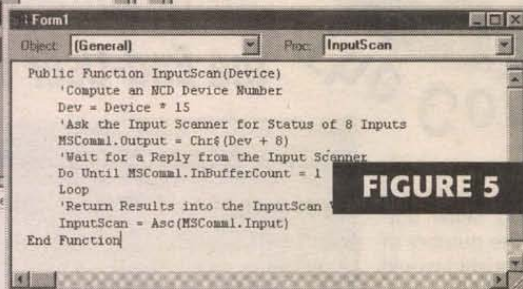 Form1
Object: (General) Proc: InputScan
Public Function InputScan(Device)
'Compute an NCD Device Number
Dev = Device * 15
'Ask the Input Scanner for Status of 8 Inputs
MSComm1.Output = Chr$(Dev + 8)
'Wait for a Reply from the Input Scanner
Do Until MSComm1.InBufferCount = 1
Loop
'Return Results into the InputScan
InputScan = Asc(MSComm1.Input)
End Function
FIGURE 5